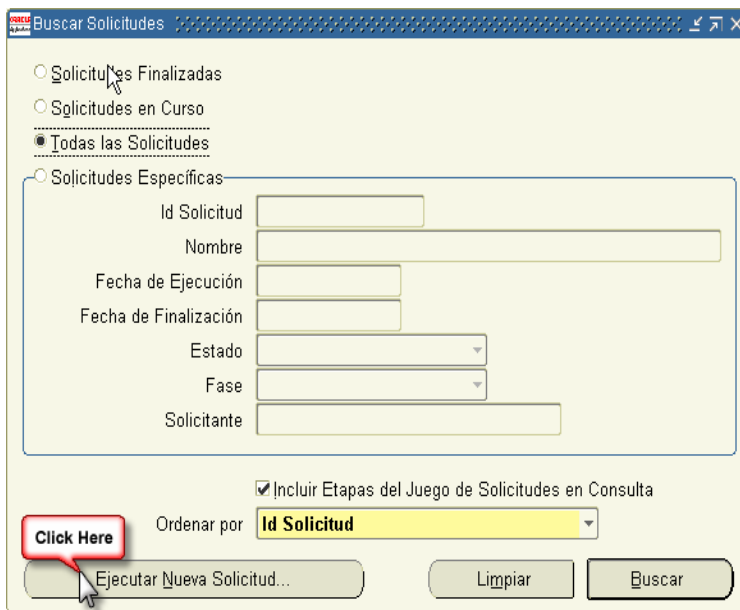 Buscar Solicitudes
Solicitudes Finalizadas
Solicitudes en Curso
Todas las Solicitudes
Solicitudes Específicas
Id Solicitud
Nombre
Fecha de Ejecución
Fecha de Finalización
Estado
Fase
Solicitante
Incluir Etapas del Juego de Solicitudes en Consulta
Ordenar por Id Solicitud
Click Here
Ejecutar Nueva Solicitud... Limpiar Buscar